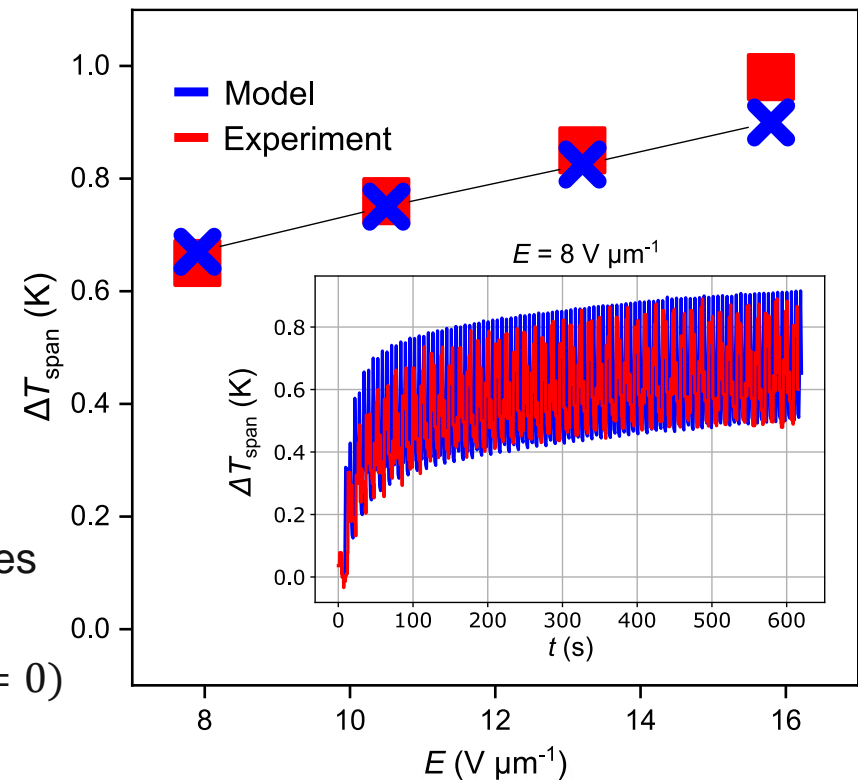 1.0
0.8
0.6
0.4
0.2
0.0
ΔT_span (K)
Model
Experiment
E = 8 V μm⁻¹
0.8
0.6
0.4
0.2
0.0
ΔT_span (K)
0 100 200 300 400 500 600
t (s)
es
= 0)
8 10 12 14 16
E (V μm⁻¹)